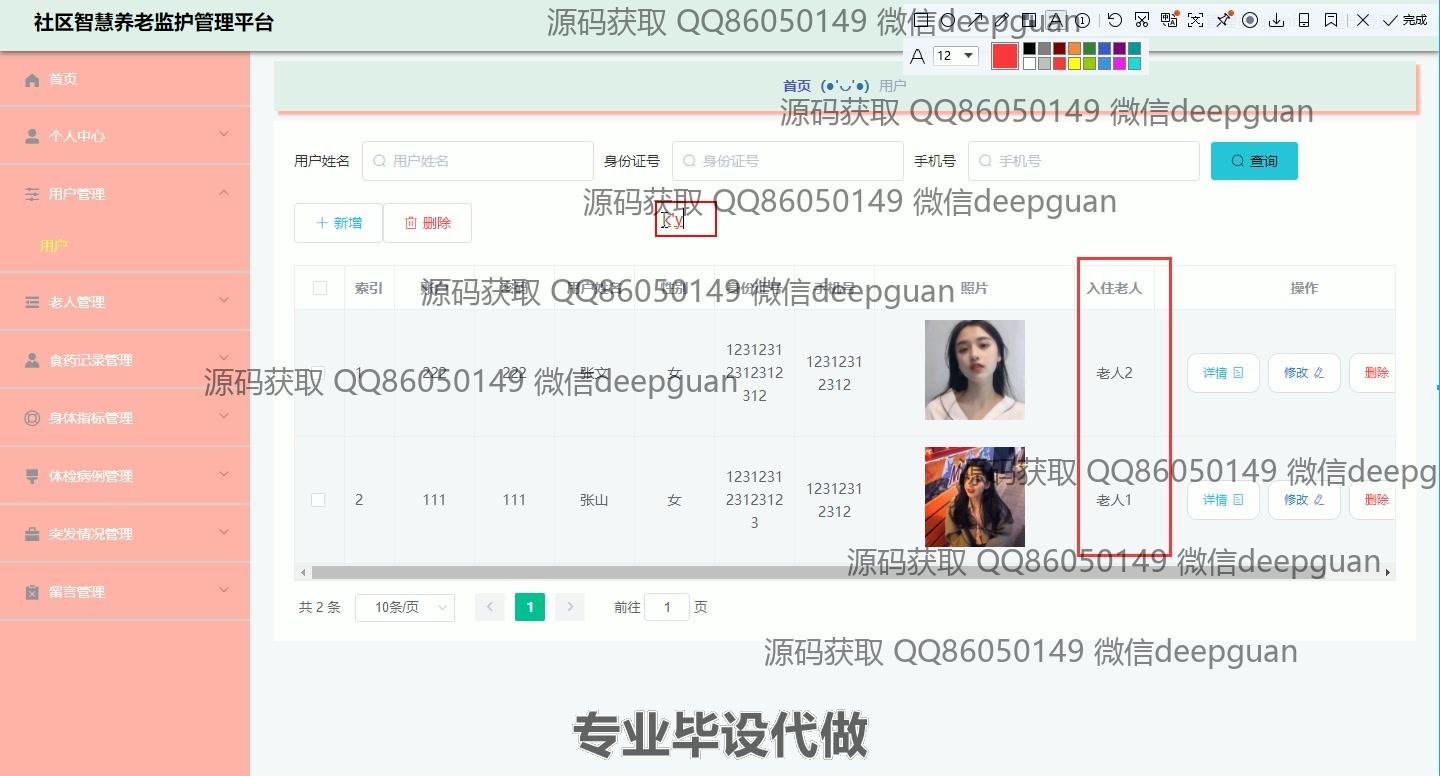 社区智慧养老监护管理平台
源码获取 QQ86050149 微信deepguan
完成
A 12
首页
首页 (●'◡'●) 用户
源码获取 QQ86050149 微信deepguan
个人中心
用户姓名 用户姓名 身份证号 身份证号 手机号 手机号 查询
用户管理
源码获取 QQ86050149 微信deepguan
新增 删除 k'y
用户
索引 账户 密码 用户姓名 性别 身份证号 手机号 照片 入住老人 操作
源码获取 QQ86050149 微信deepguan
老人管理
食药记录管理
1 222 222 张文 女 1231231
2312312
312 1231231
2312 老人2 详情 修改 删除
源码获取 QQ86050149 微信deepguan
身体指标管理
体检病例管理
源码获取 QQ86050149 微信deepg
2 111 111 张山 女 1231231
2312312
3 1231231
2312 老人1 详情 修改 删除
突发情况管理
源码获取 QQ86050149 微信deepguan
留言管理
共 2 条 10条/页 1 前往 1 页
源码获取 QQ86050149 微信deepguan
专业毕设代做